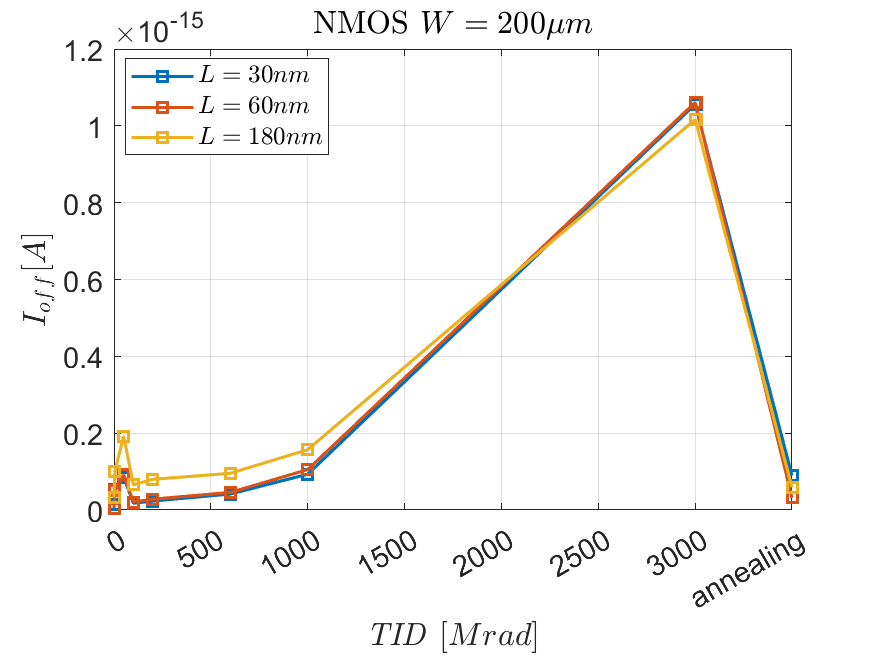 ×10^-15
NMOS W = 200μm
L = 30nm
L = 60nm
L = 180nm
1.2
1
0.8
0.6
0.4
0.2
0
I_off[A]
0
500
1000
1500
2000
2500
3000
annealing
TID [Mrad]